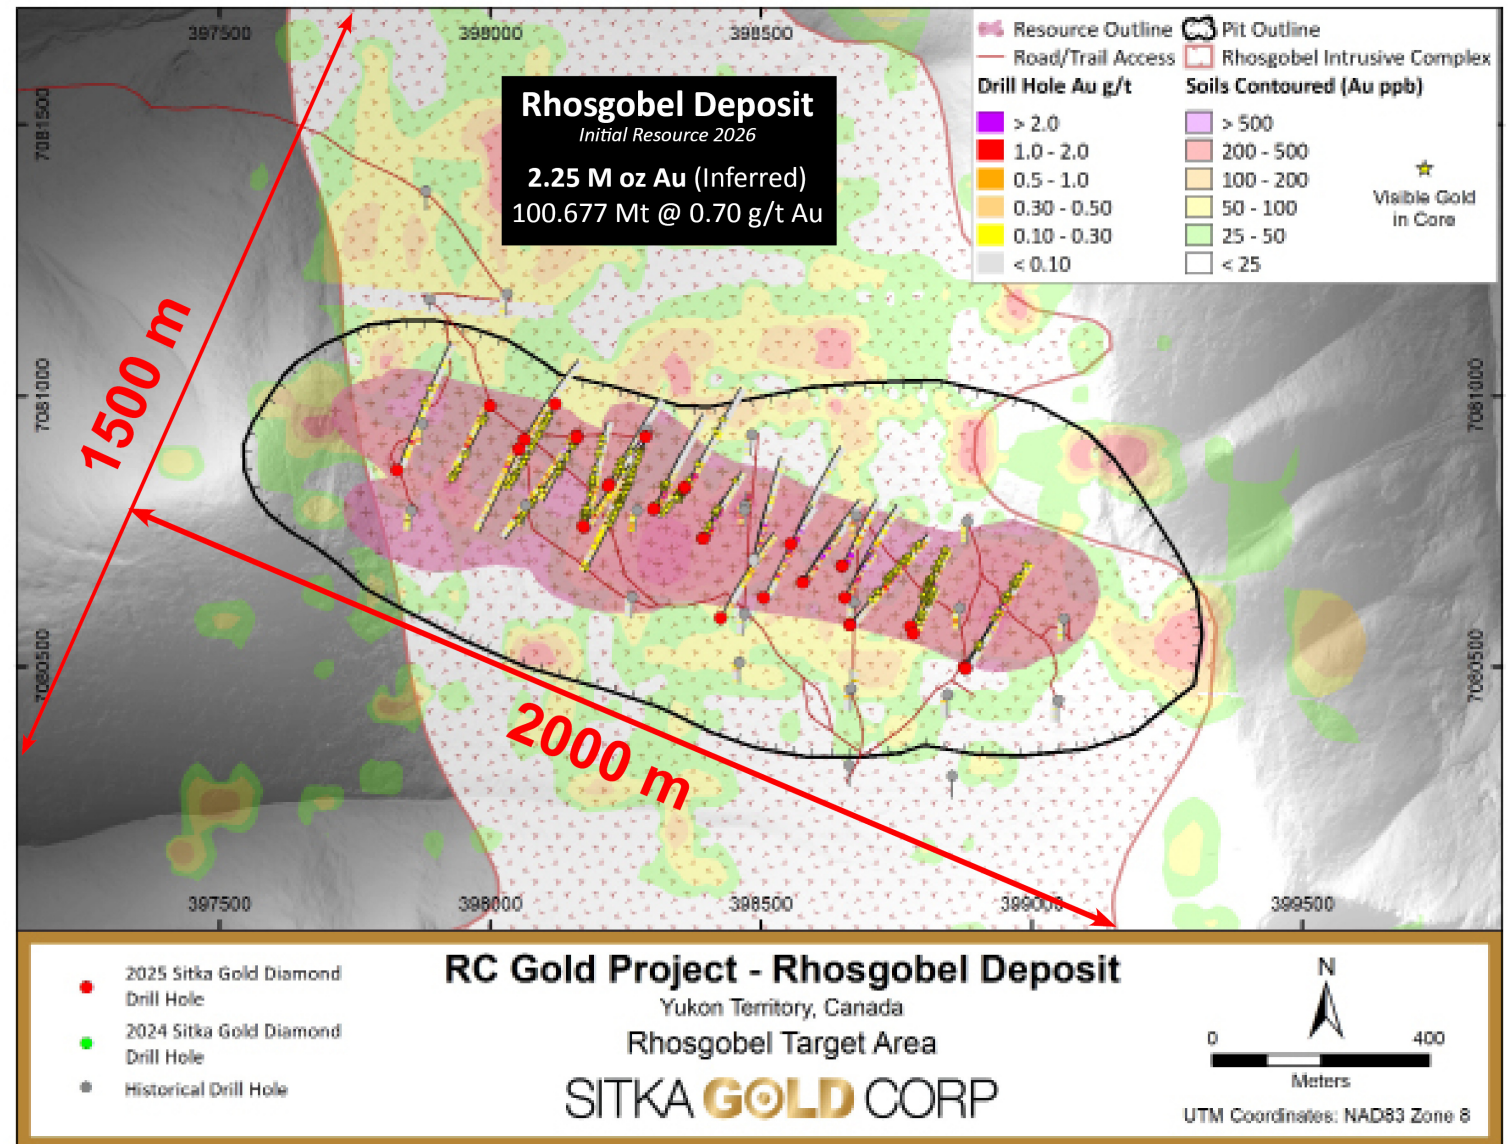 397500
398000
398500
Resource Outline
Pit Outline
Road/Trail Access
Rhosgobel Intrusive Complex
Drill Hole Au g/t
Soils Contoured (Au ppb)
> 2.0
> 500
1.0 - 2.0
200 - 500
0.5 - 1.0
100 - 200
0.30 - 0.50
50 - 100
0.10 - 0.30
25 - 50
< 0.10
< 25
Visible Gold
in Core
Rhosgobel Deposit
Initial Resource 2026
2.25 M oz Au (Inferred)
100.677 Mt @ 0.70 g/t Au
7081500
7081000
7080500
7081000
7080500
1500 m
2000 m
397500
398000
398500
399000
399500
2025 Sitka Gold Diamond
Drill Hole
2024 Sitka Gold Diamond
Drill Hole
Historical Drill Hole
RC Gold Project - Rhosgobel Deposit
Yukon Territory, Canada
Rhosgobel Target Area
SITKA GOLD CORP
N
0
400
Meters
UTM Coordinates: NAD83 Zone 8